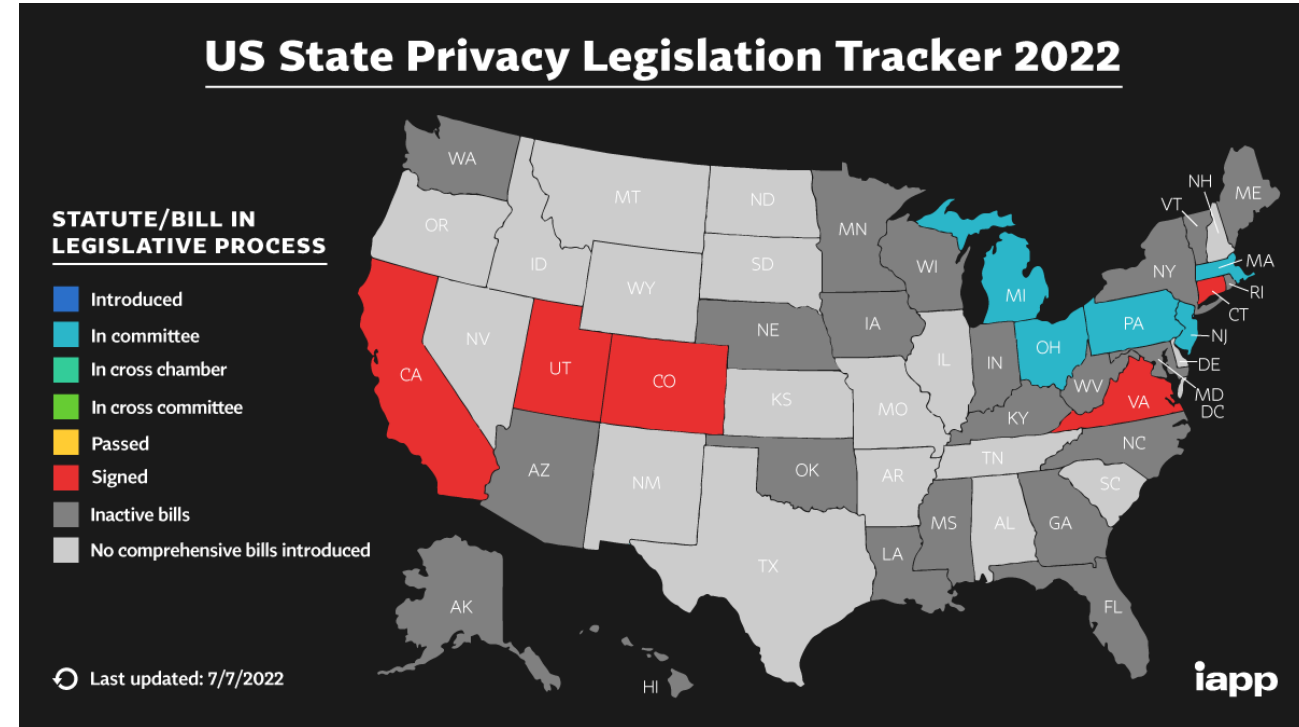 US State Privacy Legislation Tracker 2022
STATUTE/BILL IN
LEGISLATIVE PROCESS
Introduced
In committee
In cross chamber
In cross committee
Passed
Signed
Inactive bills
No comprehensive bills introduced
Last updated: 7/7/2022
WA
MT
ND
MN
NH
VT
ME
OR
ID
SD
WI
NY
MA
WY
MI
RI
CT
NV
NE
IA
PA
NJ
UT
CO
IL
IN
OH
DE
CA
KS
MO
WV
VA
MD
DC
KY
AZ
NM
OK
AR
TN
NC
SC
TX
LA
MS
AL
GA
AK
FL
HI
iapp